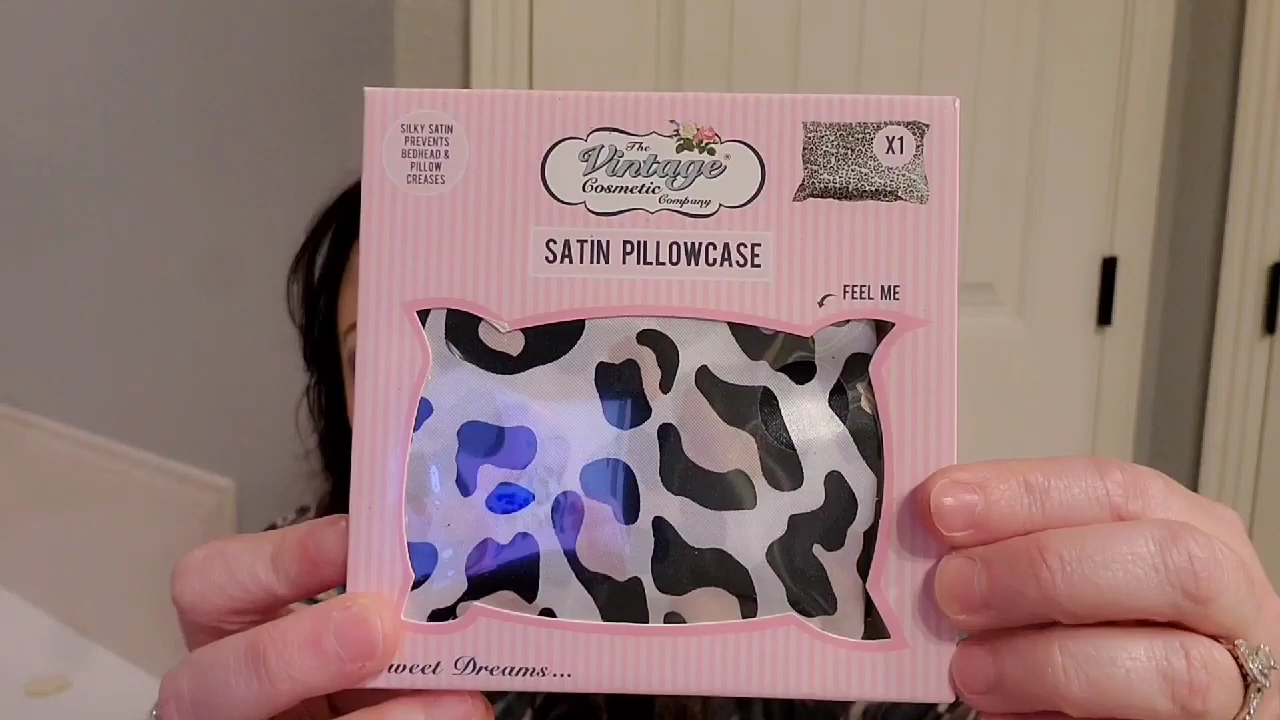 SILKY SATIN
PREVENTS
BEDHEAD &
PILLOW
CREASES
The
Vintage®
Cosmetic
Company
X1
SATIN PILLOWCASE
FEEL ME
weet Dreams...